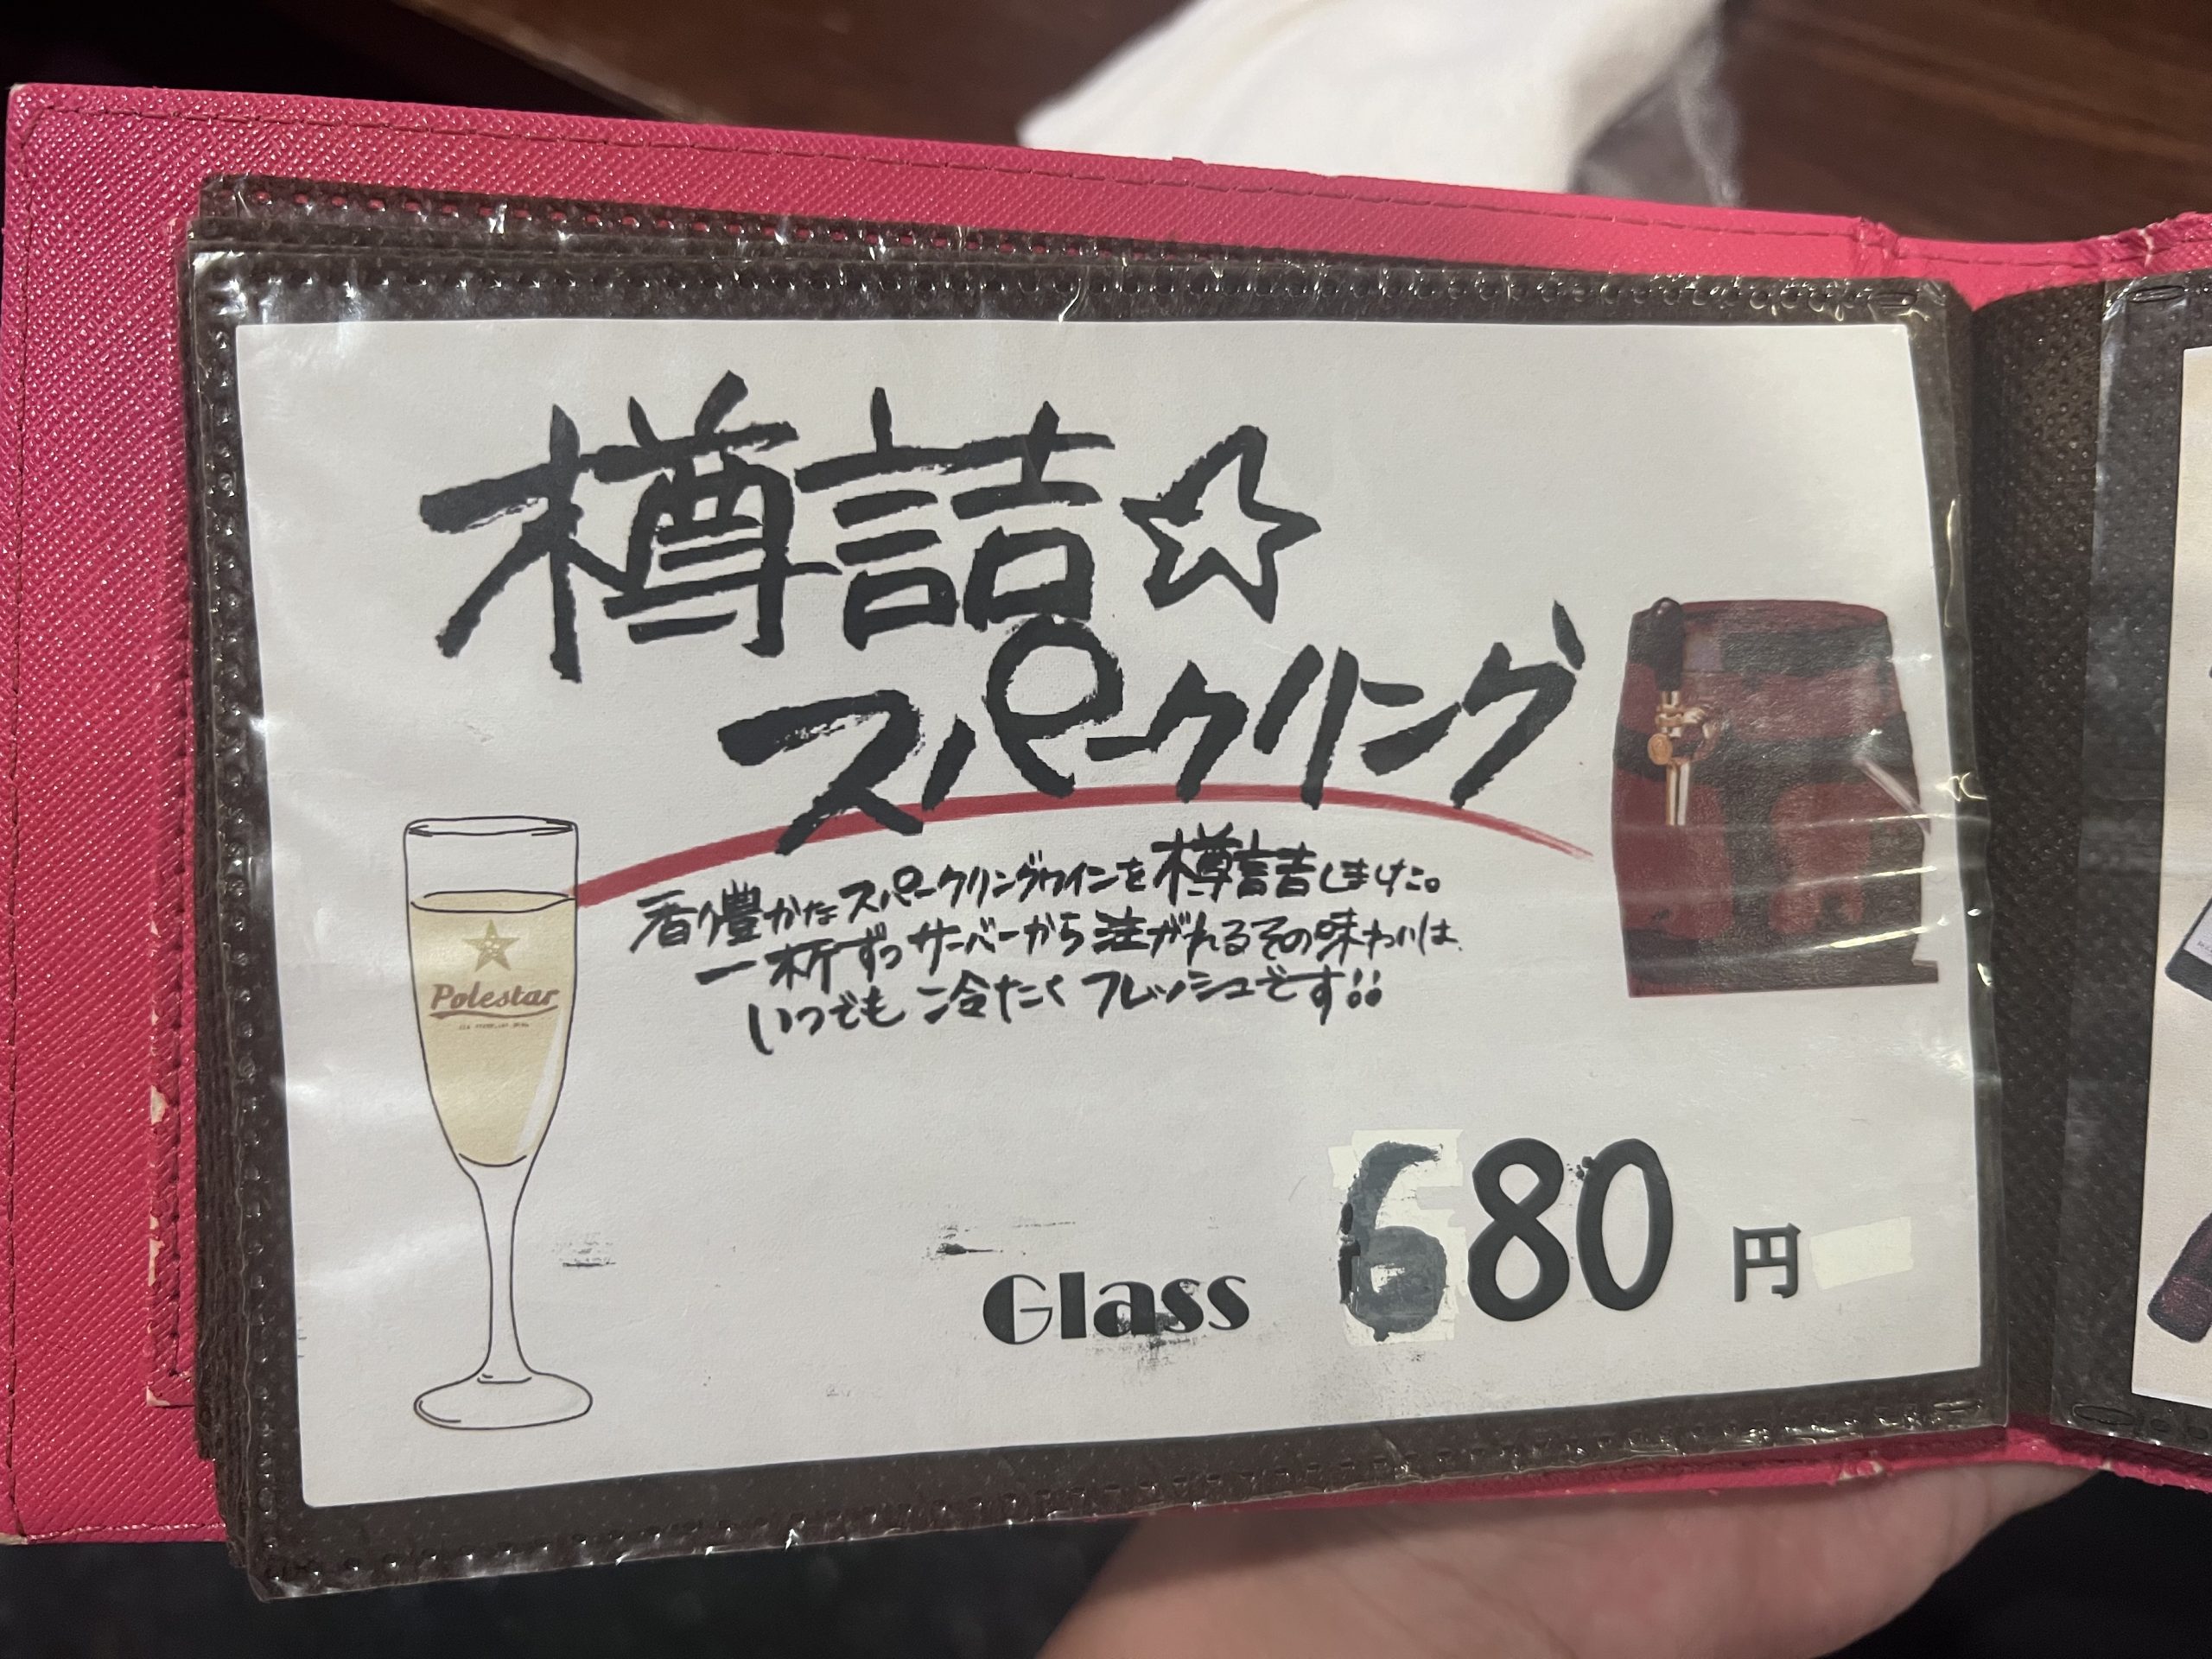 樽詰☆
スパークリング
香り豊かなスパークリングワインを樽詰しました。
一杯ずつサーバーから注がれるその味わいは、
いつでも冷たくフレッシュです!!
Polestar
Glass 680 円